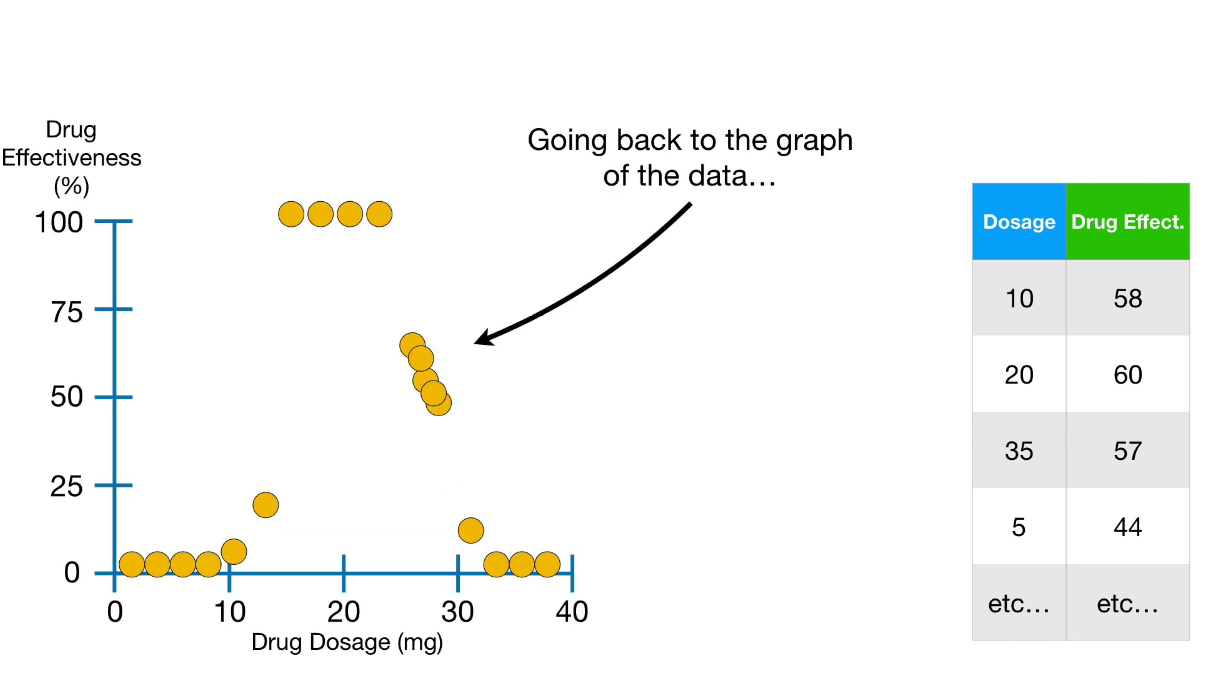 Going back to the graph
of the data…
Drug
Effectiveness
(%)
100
75
50
25
0
0 10 20 30 40
Drug Dosage (mg)
Dosage Drug Effect.
10 58
20 60
35 57
5 44
etc… etc…